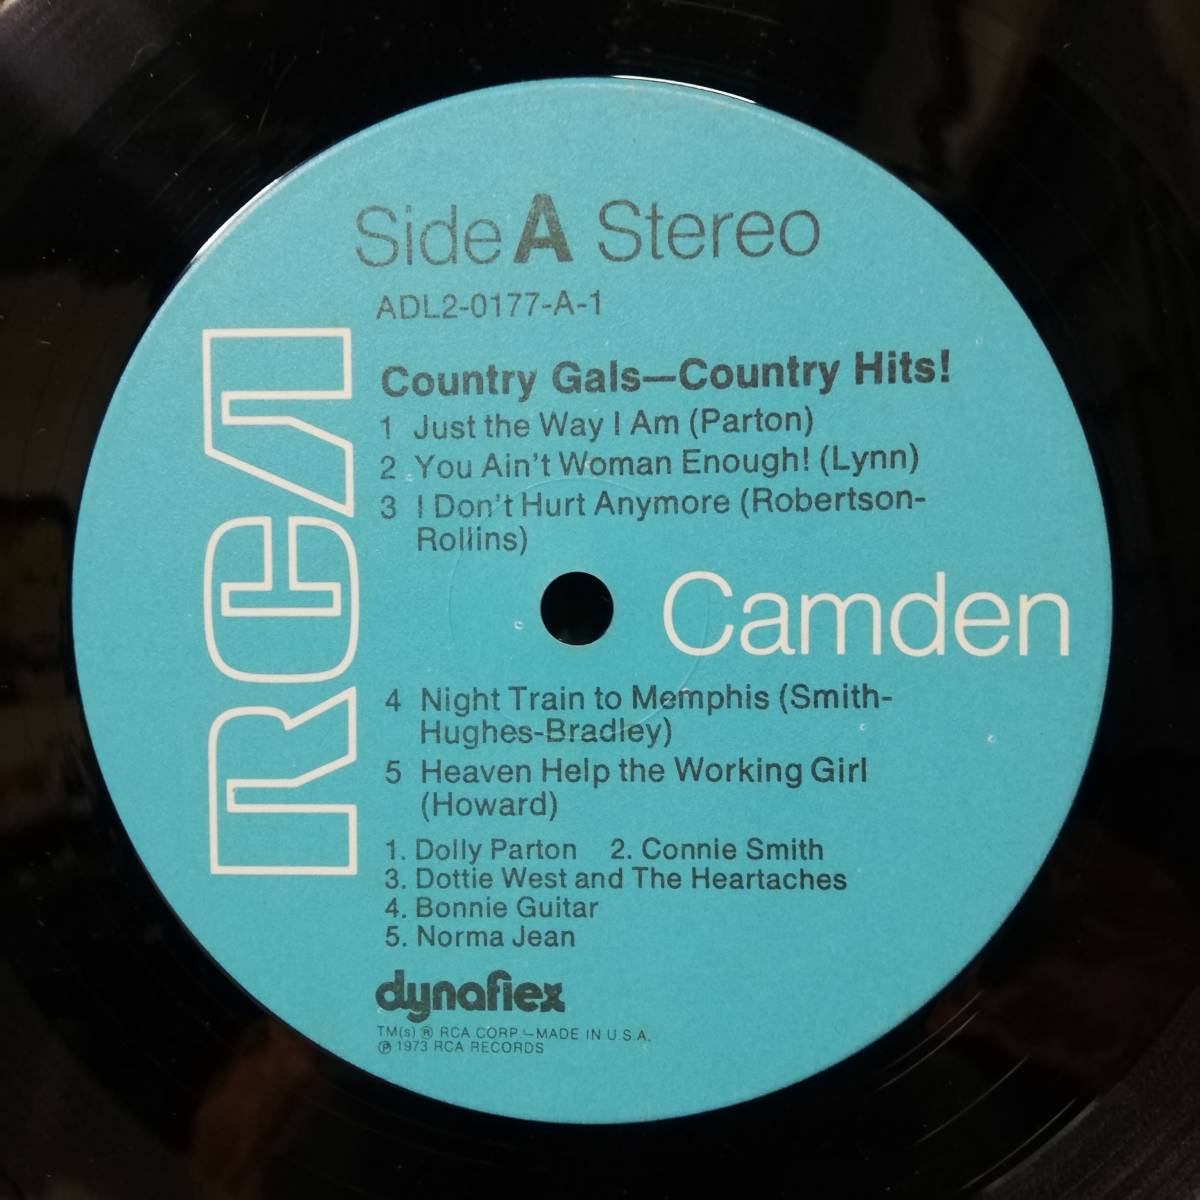 Side A Stereo
ADL2-0177-A-1
Country Gals—Country Hits!
1 Just the Way I Am (Parton)
2 You Ain't Woman Enough! (Lynn)
3 I Don't Hurt Anymore (Robertson-
Rollins)
RCA
Camden
4 Night Train to Memphis (Smith-
Hughes-Bradley)
5 Heaven Help the Working Girl
(Howard)
1. Dolly Parton 2. Connie Smith
3. Dottie West and The Heartaches
4. Bonnie Guitar
5. Norma Jean
dynaflex
TM(s) ® RCA CORP.—MADE IN U.S.A.
℗ 1973 RCA RECORDS